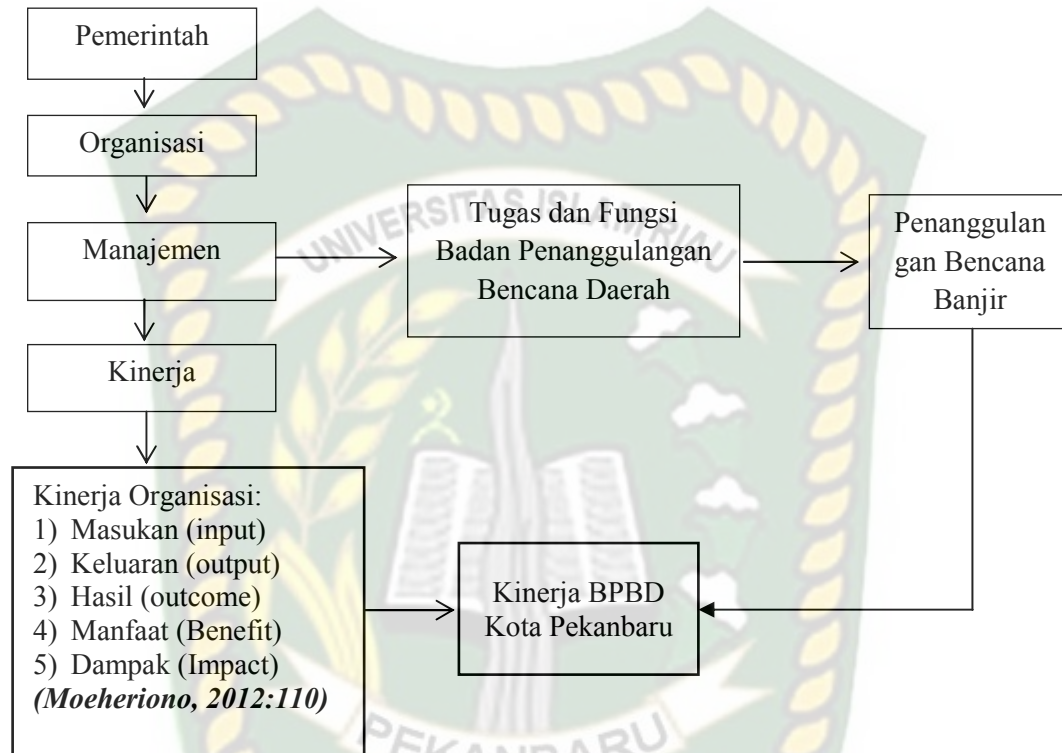 Pemerintah
Organisasi
Manajemen
Tugas dan Fungsi
Badan Penanggulangan
Bencana Daerah
Penanggulan
gan Bencana
Banjir
Kinerja
Kinerja Organisasi:
1) Masukan (input)
2) Keluaran (output)
3) Hasil (outcome)
4) Manfaat (Benefit)
5) Dampak (Impact)
(Moeheriono, 2012:110)
Kinerja BPBD
Kota Pekanbaru
UNIVERSITAS ISLAM RIAU
PEKANBARU